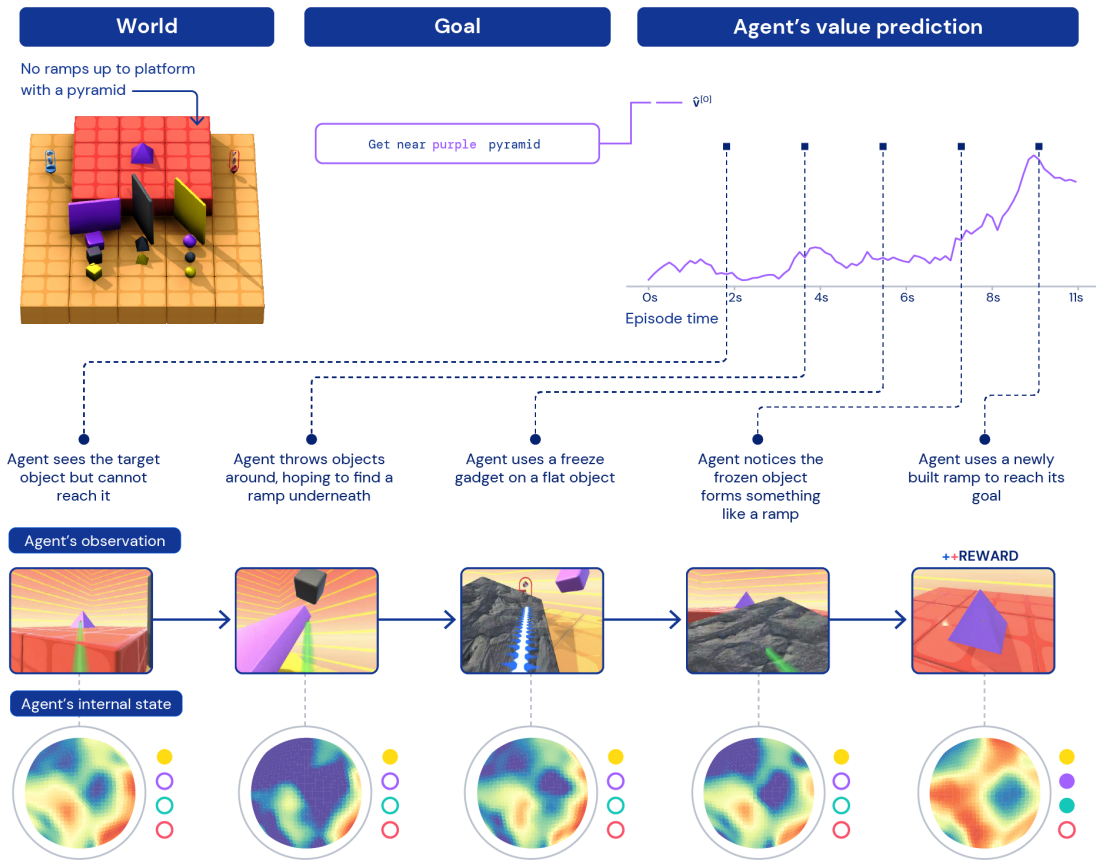 World
Goal
Agent's value prediction
No ramps up to platform
with a pyramid
v̂[0]
Get near purple pyramid
0s
2s
4s
6s
8s
11s
Episode time
Agent sees the target
object but cannot
reach it
Agent throws objects
around, hoping to find a
ramp underneath
Agent uses a freeze
gadget on a flat object
Agent notices the
frozen object
forms something
like a ramp
Agent uses a newly
built ramp to reach its
goal
Agent's observation
++REWARD
Agent's internal state